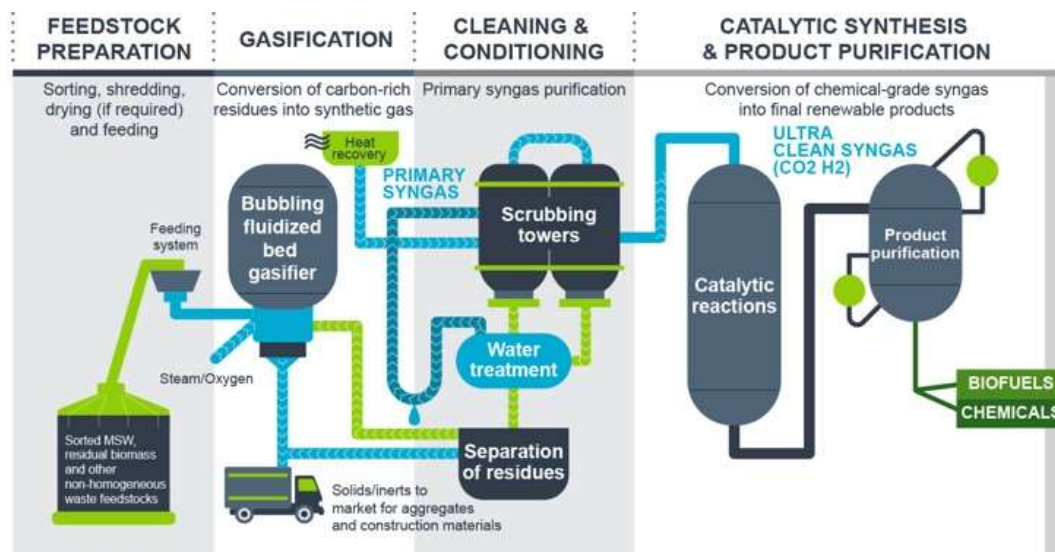 FEEDSTOCK
PREPARATION
GASIFICATION
CLEANING &
CONDITIONING
CATALYTIC SYNTHESIS
& PRODUCT PURIFICATION
Sorting, shredding,
drying (if required)
and feeding
Conversion of carbon-rich
residues into synthetic gas
Primary syngas purification
Conversion of chemical-grade syngas
into final renewable products
Heat
recovery
PRIMARY
SYNGAS
ULTRA
CLEAN SYNGAS
(CO2 H2)
Bubbling
fluidized
bed
gasifier
Scrubbing
towers
Feeding
system
Product
purification
Catalytic
reactions
Water
treatment
Steam/Oxygen
BIOFUELS
CHEMICALS
Sorted MSW,
residual biomass
and other
non-homogeneous
waste feedstocks
Separation
of residues
Solids/inerts to
market for aggregates
and construction materials